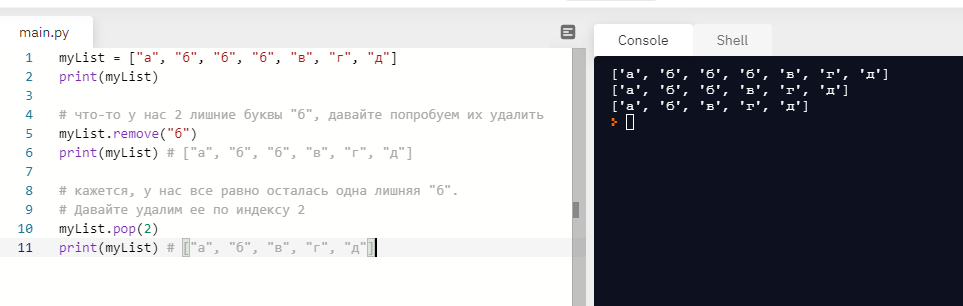 main.py
1 myList = ["а", "б", "б", "б", "в", "г", "д"]
2 print(myList)
3
4 # что-то у нас 2 лишние буквы "б", давайте попробуем их удалить
5 myList.remove("б")
6 print(myList) # ["а", "б", "б", "в", "г", "д"]
7
8 # кажется, у нас все равно осталась одна лишняя "б".
9 # Давайте удалим ее по индексу 2
10 myList.pop(2)
11 print(myList) # ["а", "б", "в", "г", "д"]
Console Shell
['а', 'б', 'б', 'б', 'в', 'г', 'д']
['а', 'б', 'б', 'в', 'г', 'д']
['а', 'б', 'в', 'г', 'д']